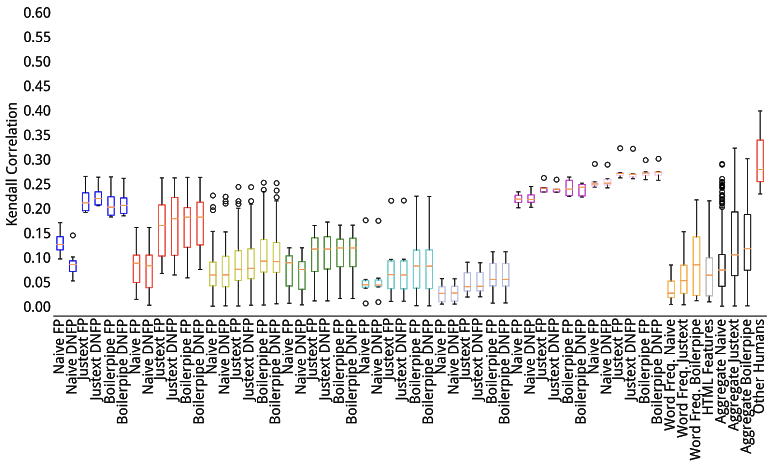 0.60
0.55
0.50
0.45
0.40
0.35
0.30
0.25
0.20
0.15
0.10
0.05
0.00
Kendall Correlation
Naive FP
Naive DNFP
Justext FP
Justext DNFP
Boilerpipe FP
Boilerpipe DNFP
Naive FP
Naive DNFP
Justext FP
Justext DNFP
Boilerpipe FP
Boilerpipe DNFP
Naive FP
Naive DNFP
Justext FP
Justext DNFP
Boilerpipe FP
Boilerpipe DNFP
Naive FP
Naive DNFP
Justext FP
Justext DNFP
Boilerpipe FP
Boilerpipe DNFP
Naive FP
Naive DNFP
Justext FP
Justext DNFP
Boilerpipe FP
Boilerpipe DNFP
Naive FP
Naive DNFP
Justext FP
Justext DNFP
Boilerpipe FP
Boilerpipe DNFP
Naive FP
Naive DNFP
Justext FP
Justext DNFP
Boilerpipe FP
Boilerpipe DNFP
Naive FP
Naive DNFP
Justext FP
Justext DNFP
Boilerpipe FP
Boilerpipe DNFP
Word Freq. Naive
Word Freq. Justext
Word Freq. Boilerpipe
HTML Features
Aggregate Naive
Aggregate Justext
Aggregate Boilerpipe
Other Humans